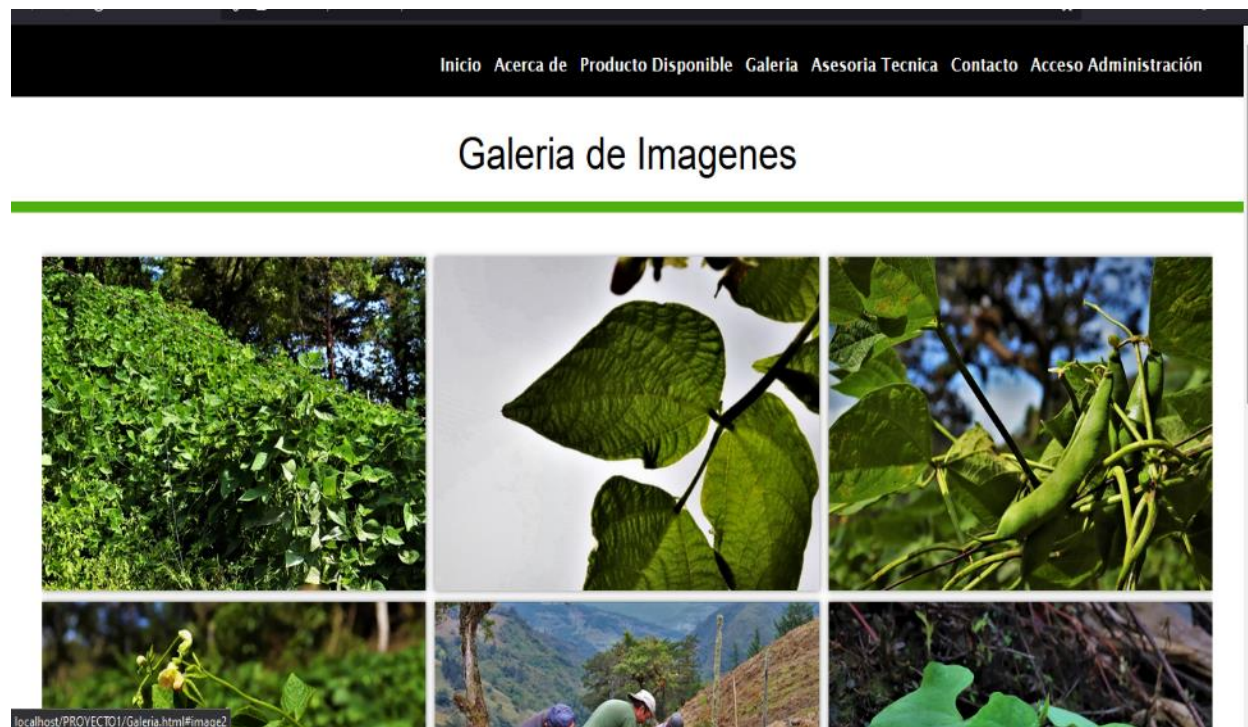 Inicio Acerca de Producto Disponible Galeria Asesoria Tecnica Contacto Acceso Administración
Galeria de Imagenes
localhost/PROYECTO1/Galeria.html#image2